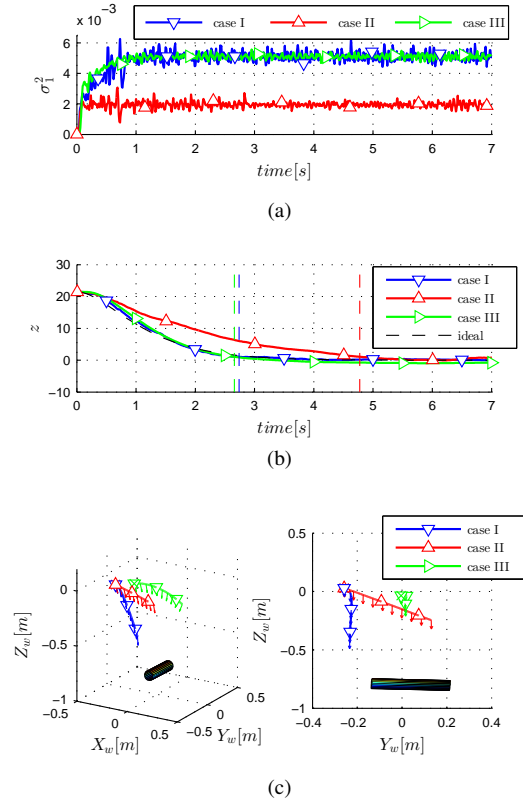 x 10^-3
case I case II case III
6
4
2
0
σ_1^2
0 1 2 3 4 5 6 7
time[s]
(a)
30
20
10
0
−10
z
case I
case II
case III
ideal
0 1 2 3 4 5 6 7
time[s]
(b)
0
−0.5
−1
Z_w[m]
−0.5
0
0.5
X_w[m]
−0.5
0
0.5
Y_w[m]
case I
case II
case III
0.5
0
−0.5
−1
Z_w[m]
−0.4 −0.2 0 0.2 0.4
Y_w[m]
(c)